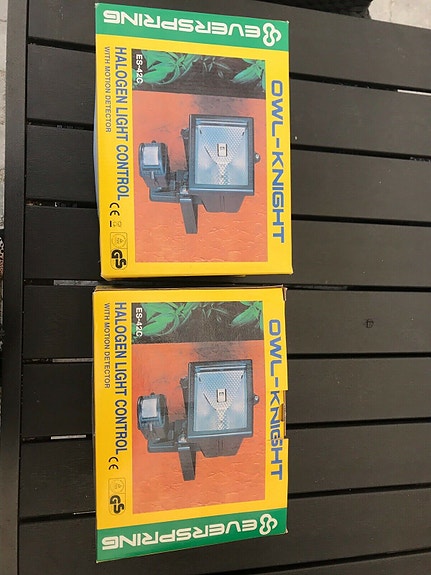 EVERSPRING
OWL-KNIGHT
ES-42C
HALOGEN LIGHT CONTROL
WITH MOTION DETECTOR
CE
GS
OWL-KNIGHT
ES-42C
HALOGEN LIGHT CONTROL
WITH MOTION DETECTOR
CE
GS
EVERSPRING